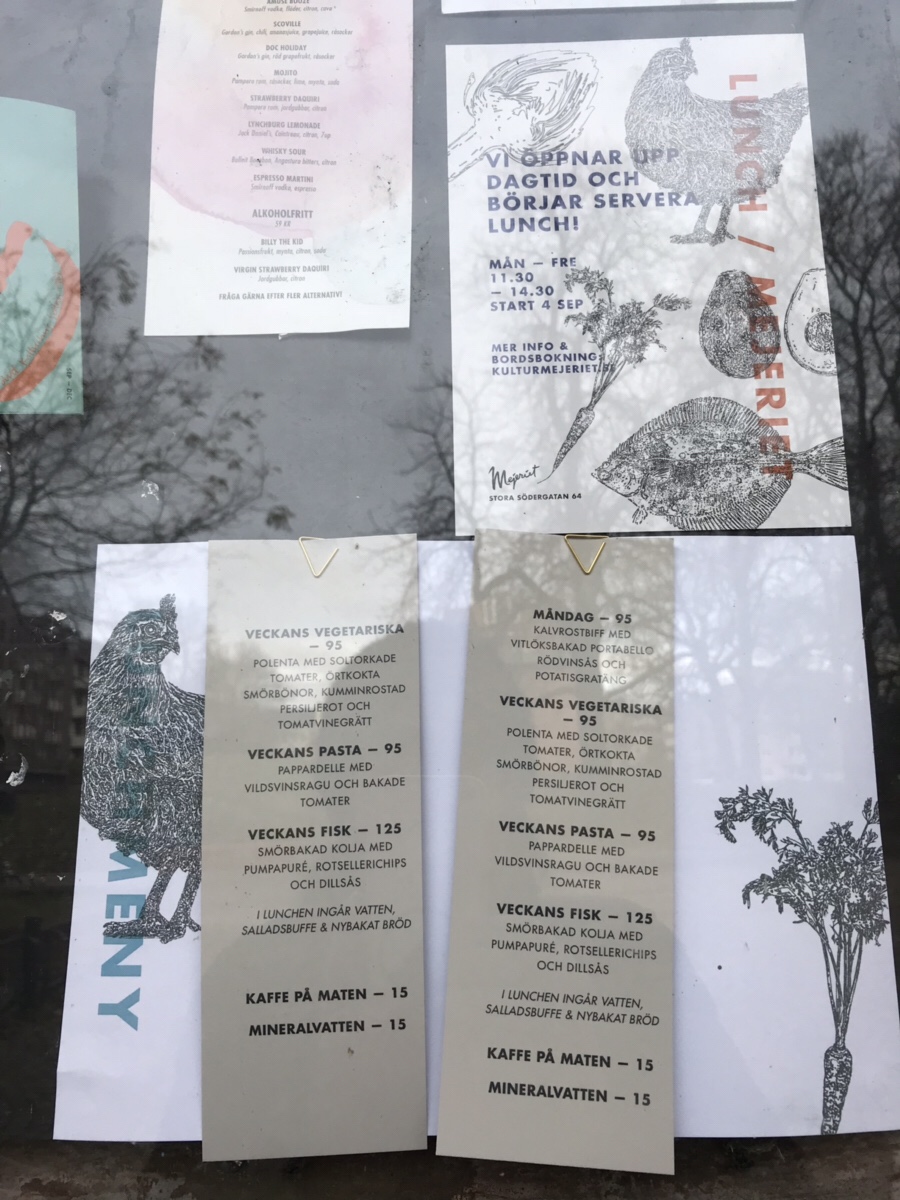 AMUSE BOOZE
Smirnoff vodka, fläder, citron, cava*
SCOVILLE
Gordon's gin, chili, ananasjuice, grapejuice, råsocker
DOC HOLIDAY
Gordon's gin, röd grapefrukt, råsocker
MOJITO
Pampero rom, råsocker, lime, mynta, soda
STRAWBERRY DAQUIRI
Pampero rom, jordgubbar, citron
LYNCHBURG LEMONADE
Jack Daniel's, Cointreau, citron, 7up
WHISKY SOUR
Bulleit Bourbon, Angostura bitters, citron
ESPRESSO MARTINI
Smirnoff vodka, espresso
ALKOHOLFRITT
59 KR
BILLY THE KID
Passionsfrukt, mynta, citron, soda
VIRGIN STRAWBERRY DAQUIRI
Jordgubbar, citron
FRÅGA GÄRNA EFTER FLER ALTERNATIV!
VI ÖPPNAR UPP
DAGTID OCH
BÖRJAR SERVERA
LUNCH!
MÅN – FRE
11.30
– 14.30
START 4 SEP
MER INFO &
BORDSBOKNING:
KULTURMEJERIET.SE
Mejeriet
STORA SÖDERGATAN 64
LUNCH / MEJERIET
LUNCHMENY
VECKANS VEGETARISKA
– 95
POLENTA MED SOLTORKADE
TOMATER, ÖRTKOKTA
SMÖRBÖNOR, KUMMINROSTAD
PERSILJEROT OCH
TOMATVINEGRÄTT
VECKANS PASTA – 95
PAPPARDELLE MED
VILDSVINSRAGU OCH BAKADE
TOMATER
VECKANS FISK – 125
SMÖRBAKAD KOLJA MED
PUMPAPURÉ, ROTSELLERICHIPS
OCH DILLSÅS
I LUNCHEN INGÅR VATTEN,
SALLADSBUFFE & NYBAKAT BRÖD
KAFFE PÅ MATEN – 15
MINERALVATTEN – 15
MÅNDAG – 95
KALVROSTBIFF MED
VITLÖKSBAKAD PORTABELLO
RÖDVINSÅS OCH
POTATISGRATÄNG
VECKANS VEGETARISKA
– 95
POLENTA MED SOLTORKADE
TOMATER, ÖRTKOKTA
SMÖRBÖNOR, KUMMINROSTAD
PERSILJEROT OCH
TOMATVINEGRÄTT
VECKANS PASTA – 95
PAPPARDELLE MED
VILDSVINSRAGU OCH BAKADE
TOMATER
VECKANS FISK – 125
SMÖRBAKAD KOLJA MED
PUMPAPURÉ, ROTSELLERICHIPS
OCH DILLSÅS
I LUNCHEN INGÅR VATTEN,
SALLADSBUFFE & NYBAKAT BRÖD
KAFFE PÅ MATEN – 15
MINERALVATTEN – 15